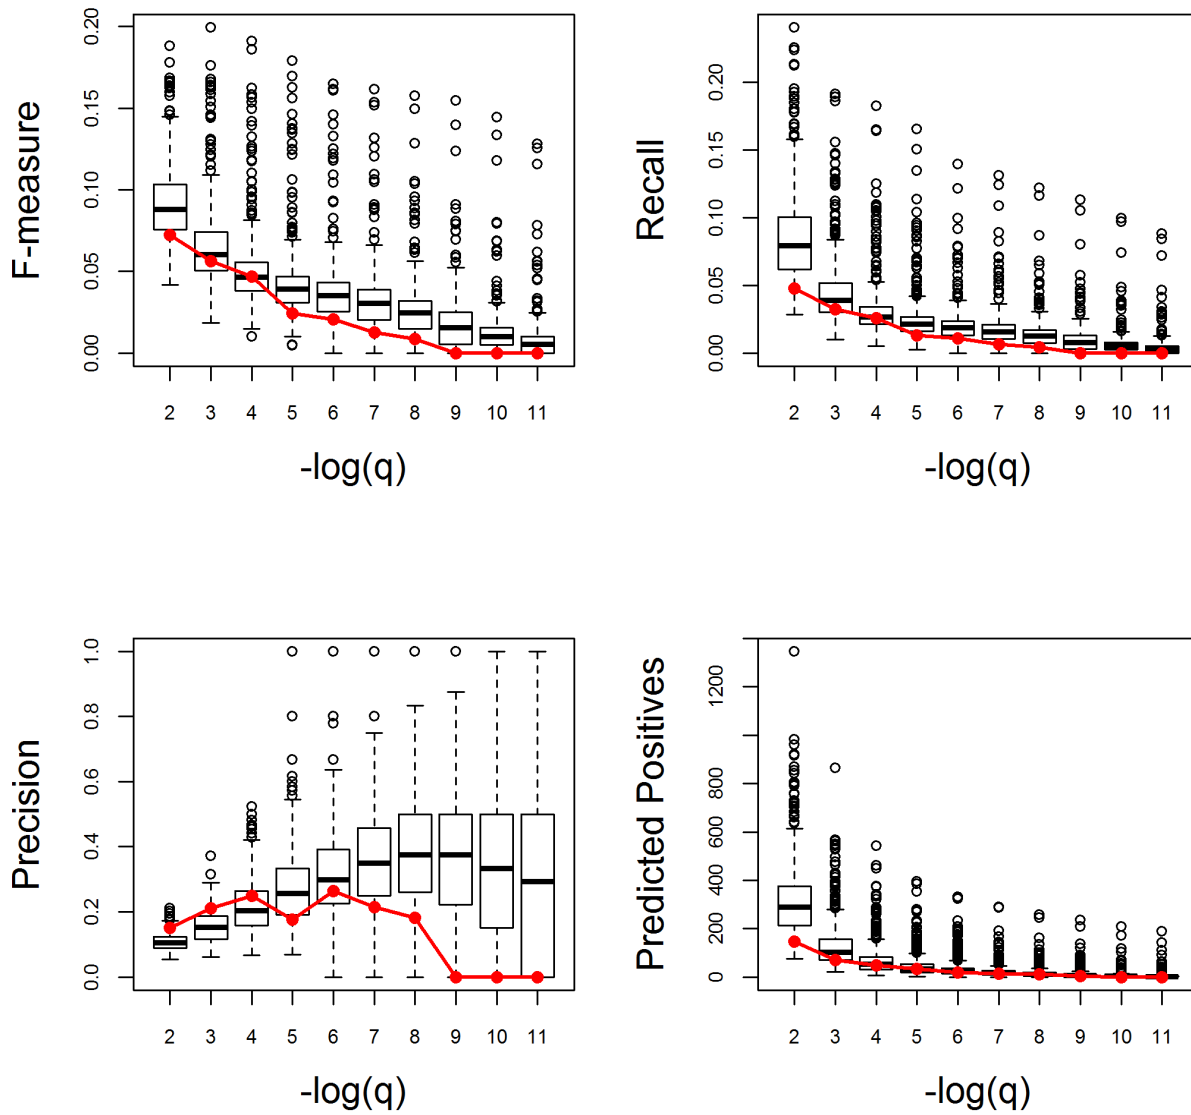 F-measure
0.00 0.05 0.10 0.15 0.20
2 3 4 5 6 7 8 9 10 11
-log(q)
Recall
0.00 0.05 0.10 0.15 0.20
2 3 4 5 6 7 8 9 10 11
-log(q)
Precision
0.0 0.2 0.4 0.6 0.8 1.0
2 3 4 5 6 7 8 9 10 11
-log(q)
Predicted Positives
0 200 400 600 800 1200
2 3 4 5 6 7 8 9 10 11
-log(q)